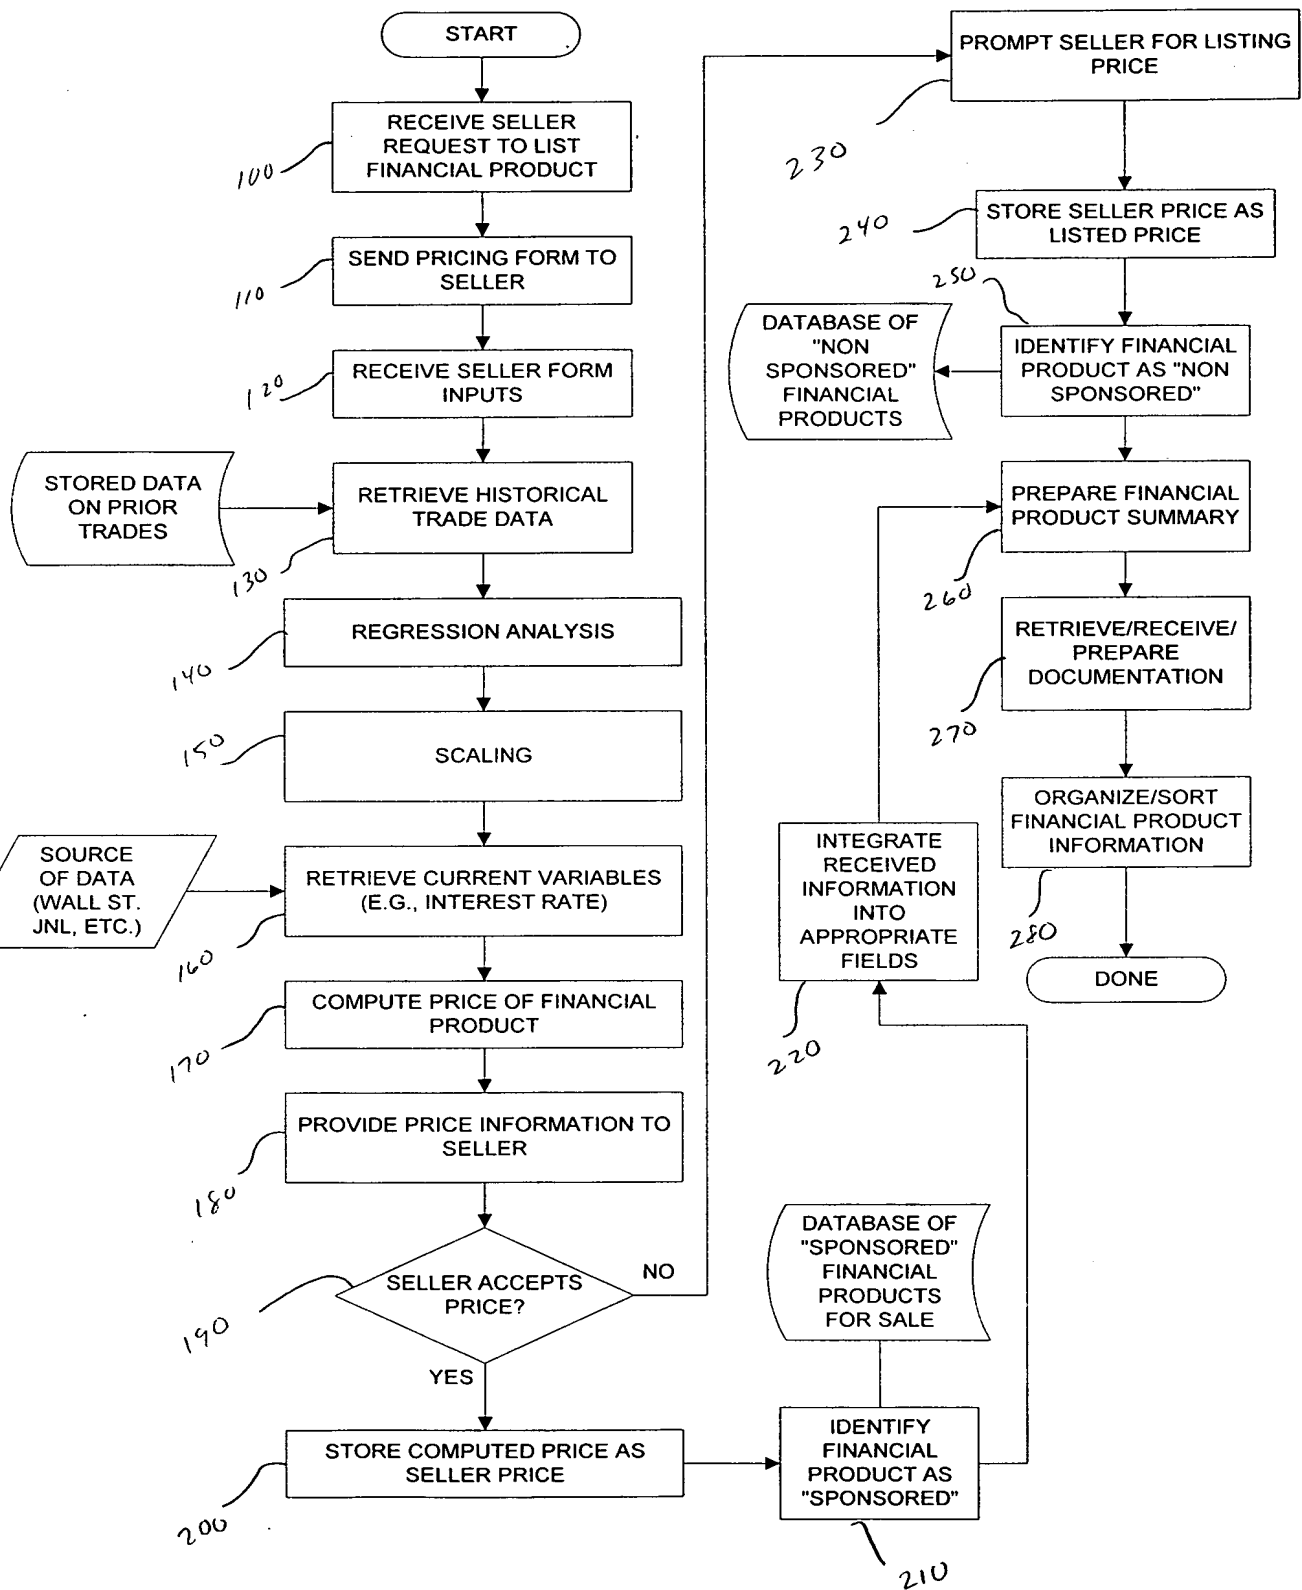 START
RECEIVE SELLER
REQUEST TO LIST
FINANCIAL PRODUCT
100
SEND PRICING FORM TO
SELLER
110
RECEIVE SELLER FORM
INPUTS
120
STORED DATA
ON PRIOR
TRADES
RETRIEVE HISTORICAL
TRADE DATA
130
REGRESSION ANALYSIS
140
SCALING
150
SOURCE
OF DATA
(WALL ST.
JNL, ETC.)
RETRIEVE CURRENT VARIABLES
(E.G., INTEREST RATE)
160
COMPUTE PRICE OF FINANCIAL
PRODUCT
170
PROVIDE PRICE INFORMATION TO
SELLER
180
SELLER ACCEPTS
PRICE?
190
NO
YES
STORE COMPUTED PRICE AS
SELLER PRICE
200
IDENTIFY
FINANCIAL
PRODUCT AS
"SPONSORED"
210
DATABASE OF
"SPONSORED"
FINANCIAL
PRODUCTS
FOR SALE
INTEGRATE
RECEIVED
INFORMATION
INTO
APPROPRIATE
FIELDS
220
PROMPT SELLER FOR LISTING
PRICE
230
STORE SELLER PRICE AS
LISTED PRICE
240
250
IDENTIFY FINANCIAL
PRODUCT AS "NON
SPONSORED"
DATABASE OF
"NON
SPONSORED"
FINANCIAL
PRODUCTS
PREPARE FINANCIAL
PRODUCT SUMMARY
260
RETRIEVE/RECEIVE/
PREPARE
DOCUMENTATION
270
ORGANIZE/SORT
FINANCIAL PRODUCT
INFORMATION
280
DONE